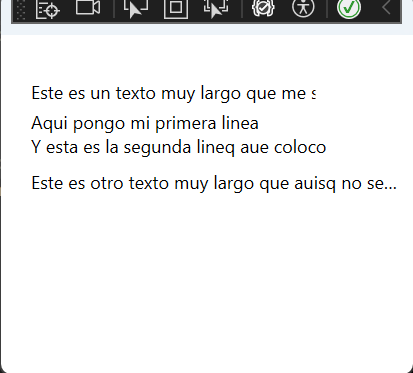 Este es un texto muy largo que me s
Aqui pongo mi primera linea
Y esta es la segunda lineq aue coloco
Este es otro texto muy largo que auisq no se...